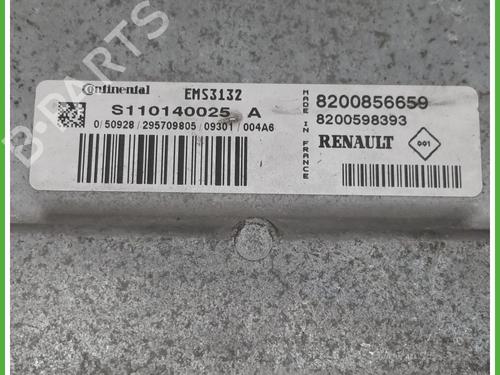 B-PARTS
Continental EMS3132
S110140025 A
0/50928/295709805/09301/004A6
MADE IN FRANCE
8200856659
8200598393
RENAULT 001